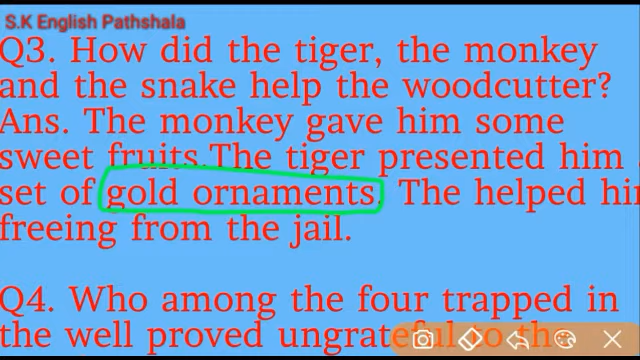 S.K English Pathshala
Q3. How did the tiger, the monkey
and the snake help the woodcutter?
Ans. The monkey gave him some
sweet fruits.The tiger presented him
set of gold ornaments. The helped hi
freeing from the jail.
Q4. Who among the four trapped in
the well proved ungrateful to the